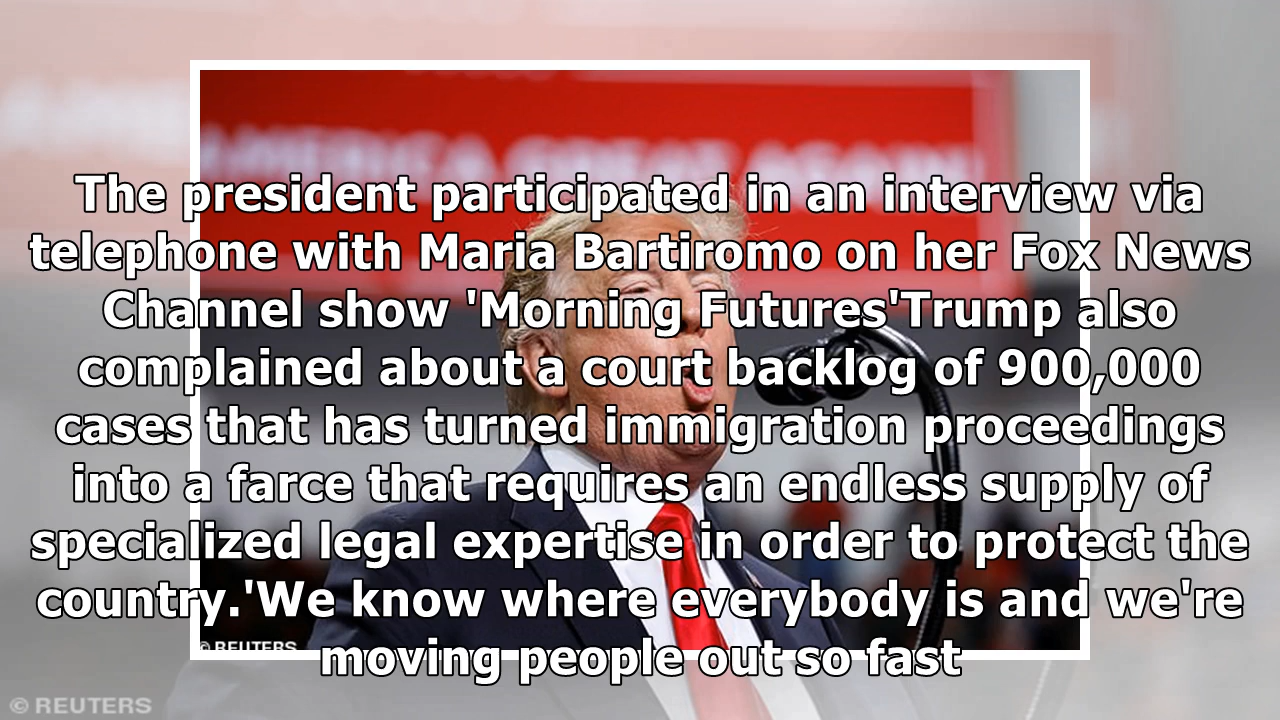 AMERICA GREAT AGAIN!
The president participated in an interview via
telephone with Maria Bartiromo on her Fox News
Channel show 'Morning Futures'Trump also
complained about a court backlog of 900,000
cases that has turned immigration proceedings
into a farce that requires an endless supply of
specialized legal expertise in order to protect the
country.'We know where everybody is and we're
© REUTERS
moving people out so fast
© REUTERS